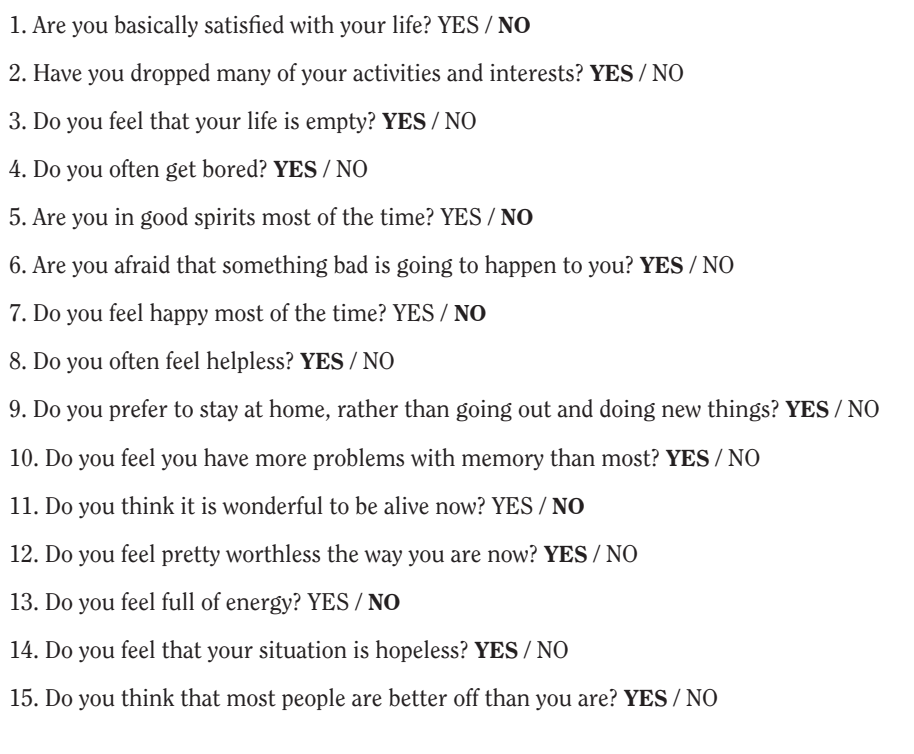 1. Are you basically satisfied with your life? YES / NO
2. Have you dropped many of your activities and interests? YES / NO
3. Do you feel that your life is empty? YES / NO
4. Do you often get bored? YES / NO
5. Are you in good spirits most of the time? YES / NO
6. Are you afraid that something bad is going to happen to you? YES / NO
7. Do you feel happy most of the time? YES / NO
8. Do you often feel helpless? YES / NO
9. Do you prefer to stay at home, rather than going out and doing new things? YES / NO
10. Do you feel you have more problems with memory than most? YES / NO
11. Do you think it is wonderful to be alive now? YES / NO
12. Do you feel pretty worthless the way you are now? YES / NO
13. Do you feel full of energy? YES / NO
14. Do you feel that your situation is hopeless? YES / NO
15. Do you think that most people are better off than you are? YES / NO